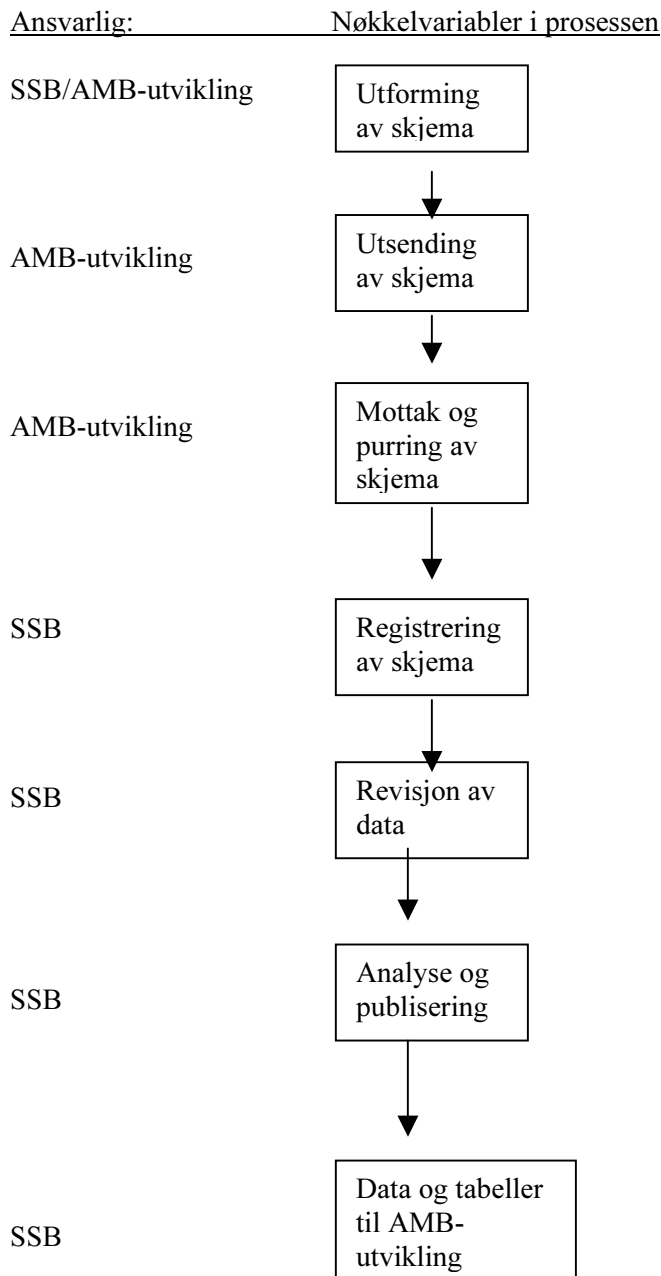 Ansvarlig: Nøkkelvariabler i prosessen
SSB/AMB-utvikling
Utforming
av skjema
AMB-utvikling
Utsending
av skjema
AMB-utvikling
Mottak og
purring av
skjema
SSB
Registrering
av skjema
SSB
Revisjon av
data
SSB
Analyse og
publisering
SSB
Data og tabeller
til AMB-
utvikling